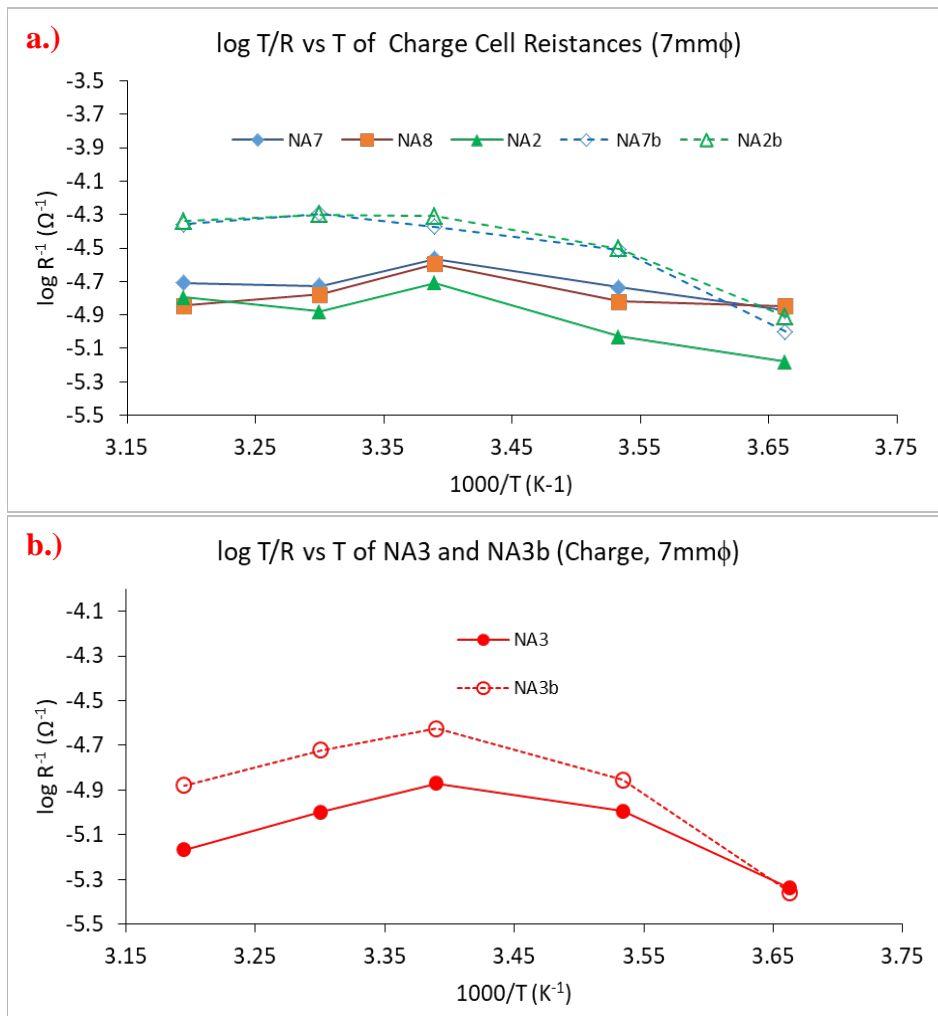 a.)
log T/R vs T of Charge Cell Reistances (7mmϕ)
-3.5
-3.7
-3.9
-4.1
-4.3
-4.5
-4.7
-4.9
-5.1
-5.3
-5.5
NA7 NA8 NA2 NA7b NA2b
log R⁻¹ (Ω⁻¹)
3.15 3.25 3.35 3.45 3.55 3.65 3.75
1000/T (K-1)
b.)
log T/R vs T of NA3 and NA3b (Charge, 7mmϕ)
-4.1
-4.3
-4.5
-4.7
-4.9
-5.1
-5.3
-5.5
NA3
NA3b
log R⁻¹ (Ω⁻¹)
3.15 3.25 3.35 3.45 3.55 3.65 3.75
1000/T (K⁻¹)